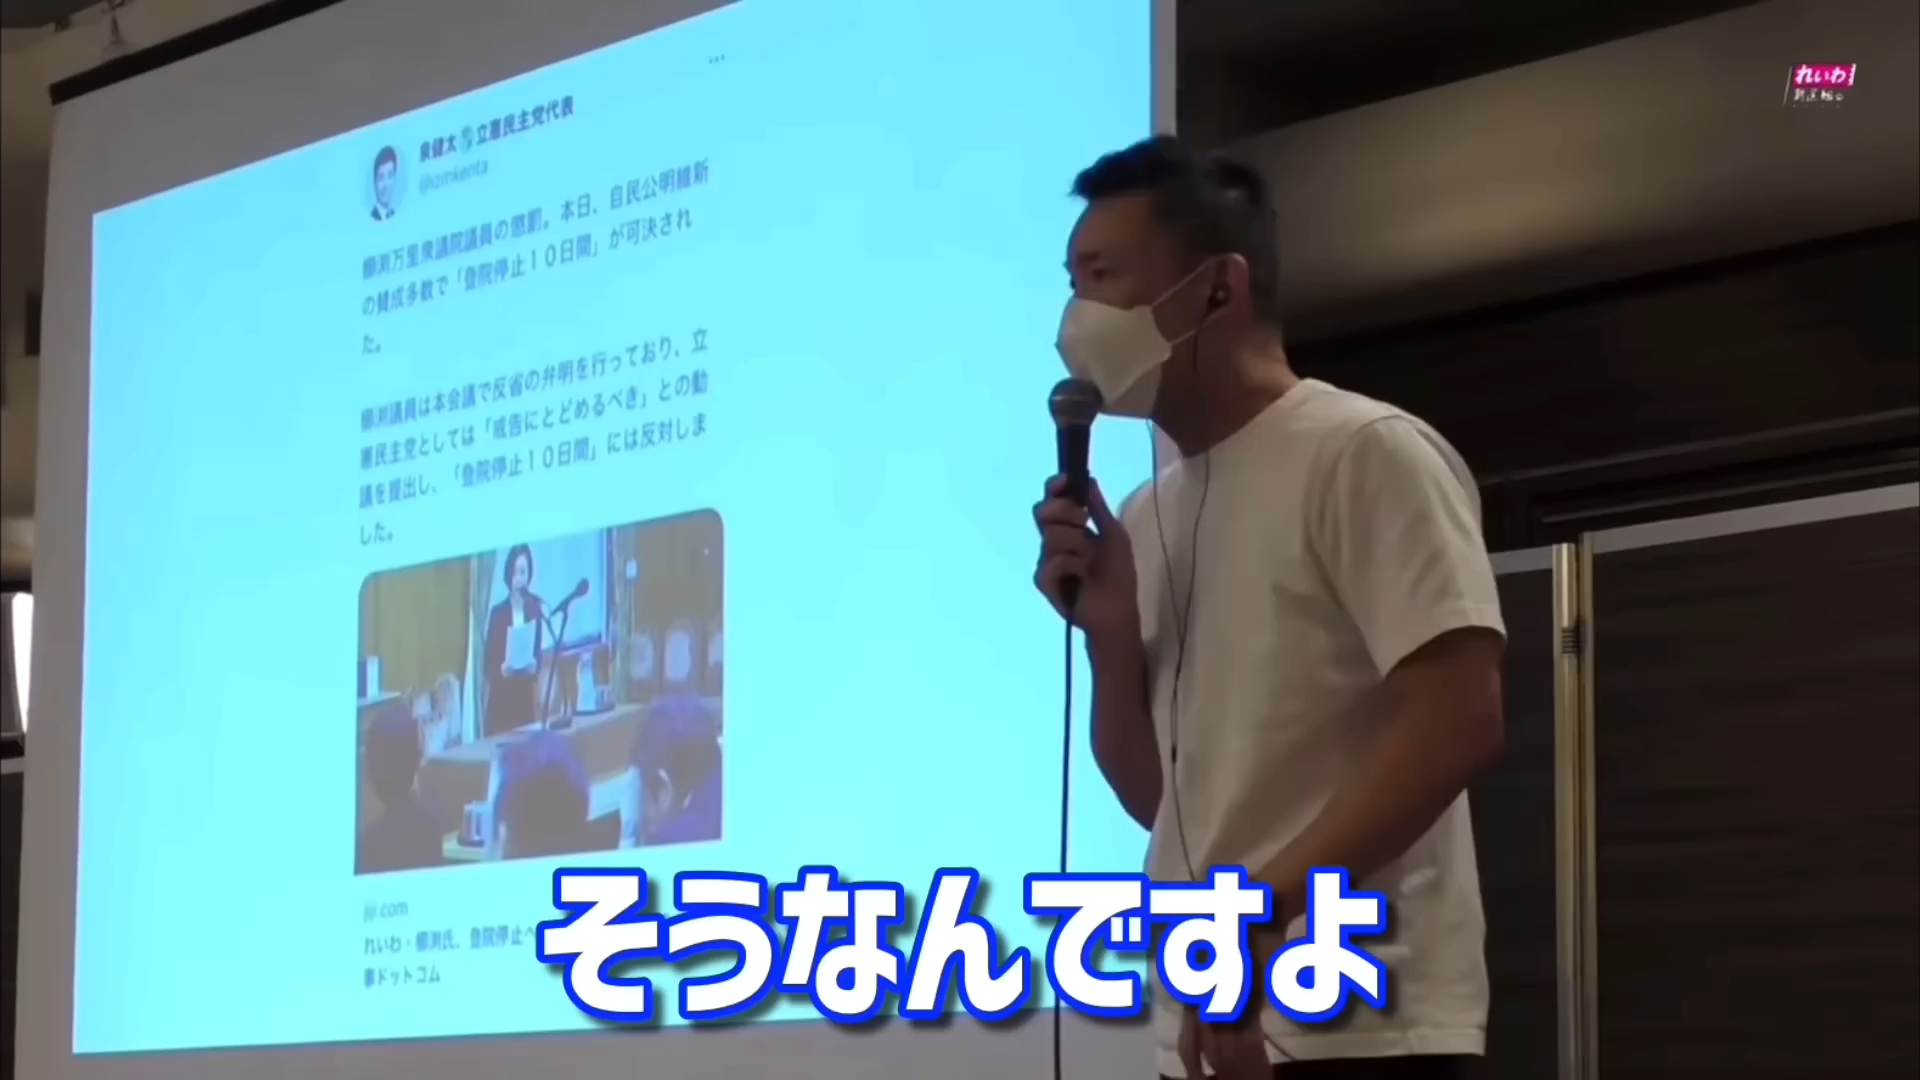 泉健太 立憲民主党代表
@izmkenta
櫛渕万里衆議院議員の懲罰。本日、自民公明維新
の賛成多数で「登院停止10日間」が可決され
た。
櫛渕議員は本会議で反省の弁明を行っており、立
憲民主党としては「戒告にとどめるべき」との動
議を提出し、「登院停止10日間」には反対しま
した。
jiji.com
れいわ・櫛渕氏、登院停止へ
事ドットコム
れいわ
新選組
そうなんですよ